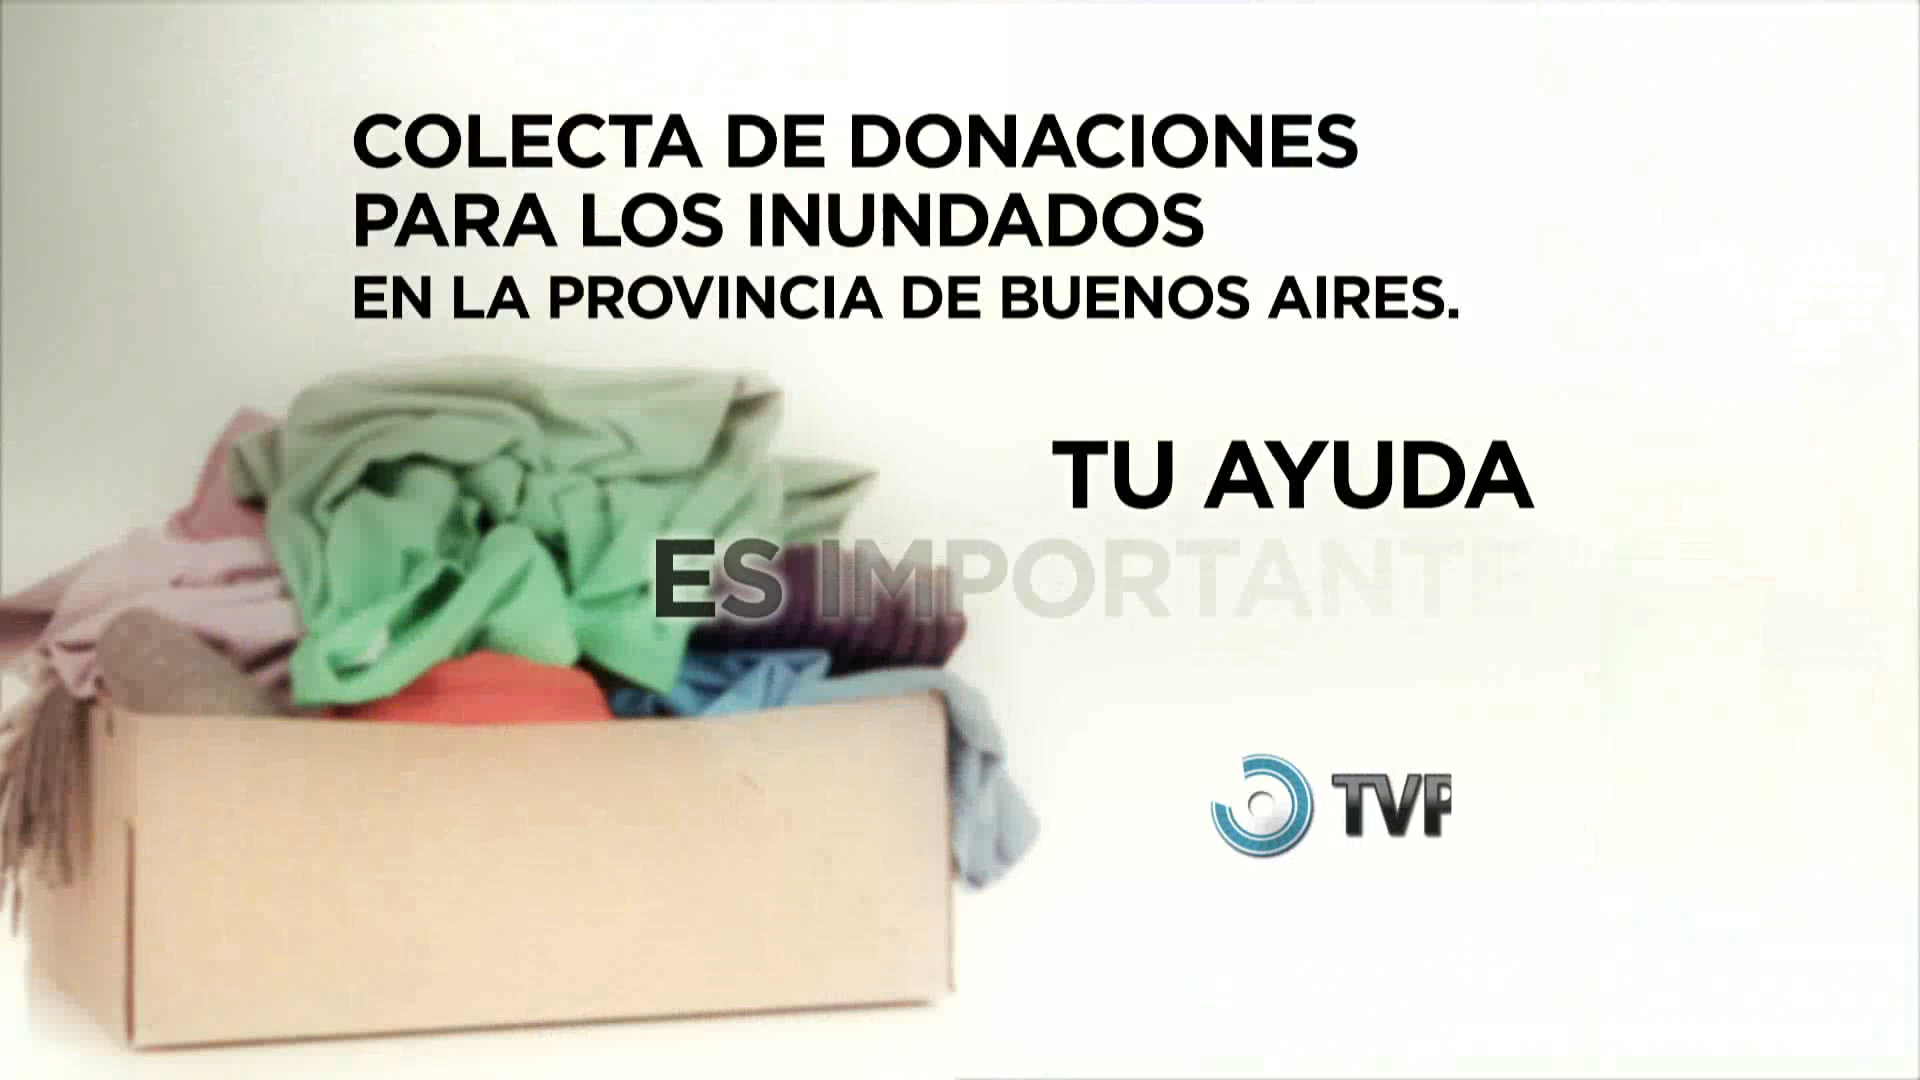 COLECTA DE DONACIONES
PARA LOS INUNDADOS
EN LA PROVINCIA DE BUENOS AIRES.
TU AYUDA
ES IMPORTANTE
TVP